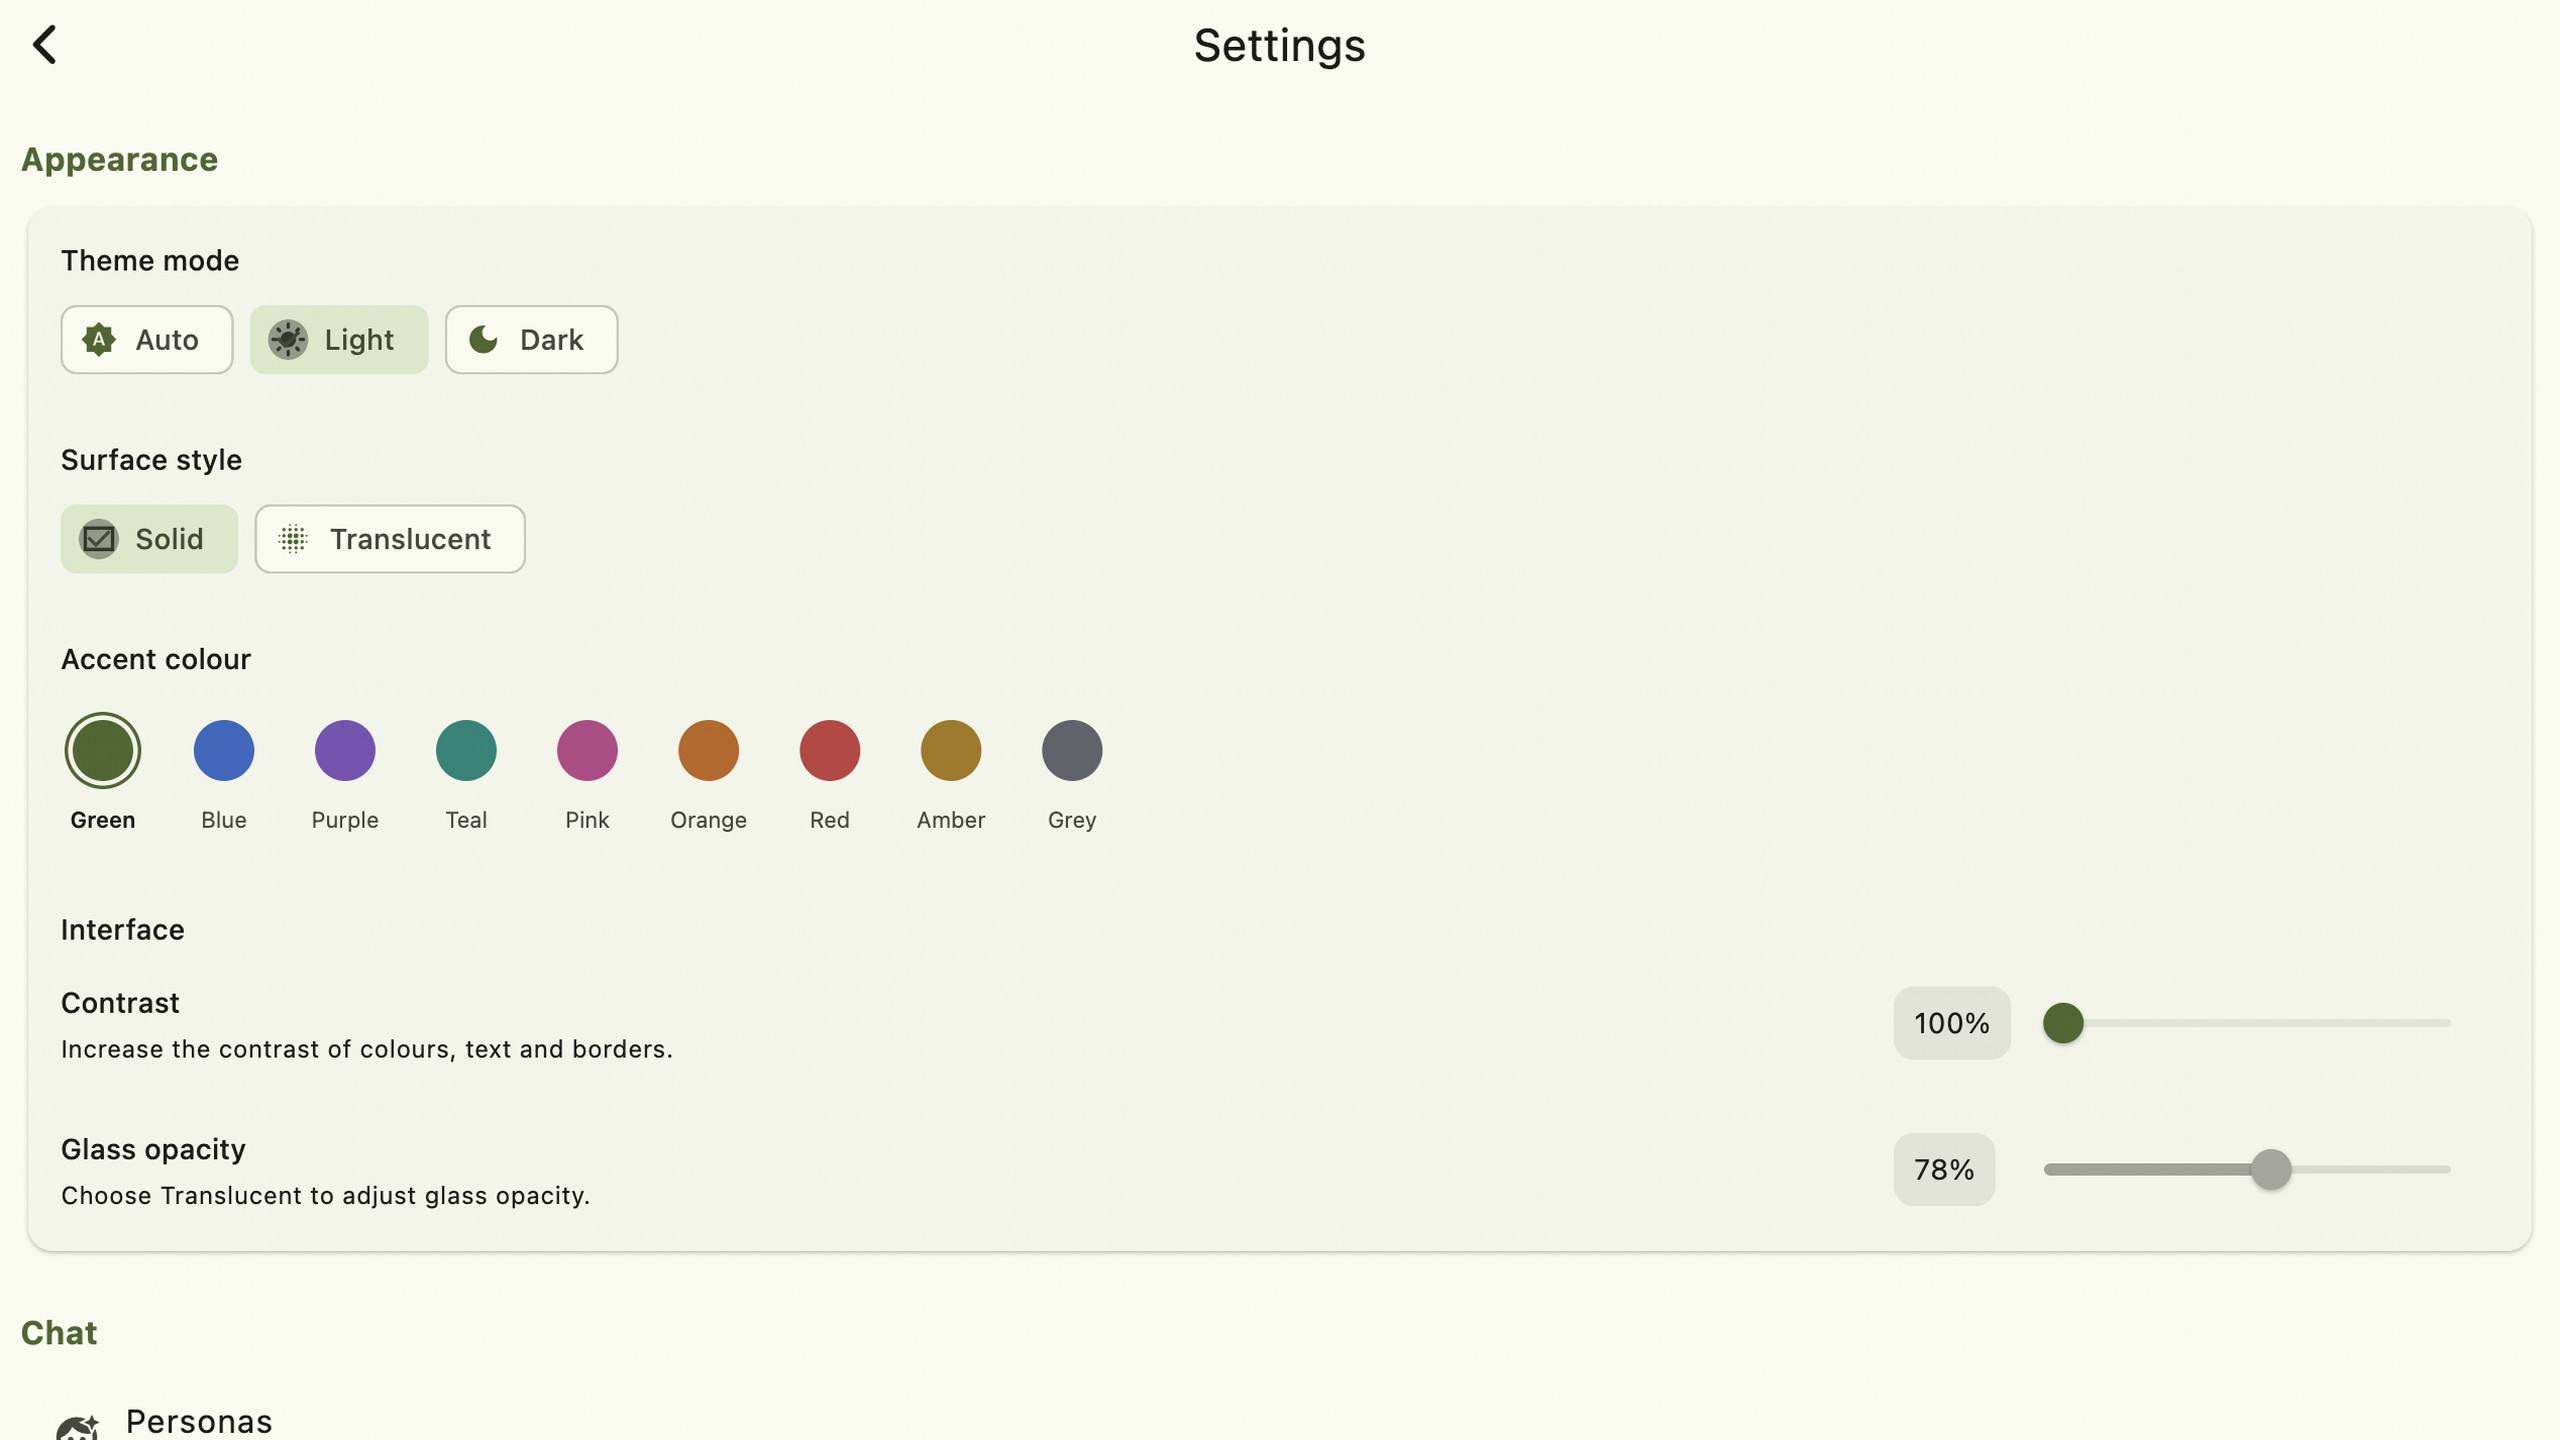 Settings
Appearance
Theme mode
Auto
Light
Dark
Surface style
Solid
Translucent
Accent colour
Green
Blue
Purple
Teal
Pink
Orange
Red
Amber
Grey
Interface
Contrast
Increase the contrast of colours, text and borders.
100%
Glass opacity
Choose Translucent to adjust glass opacity.
78%
Chat
Personas